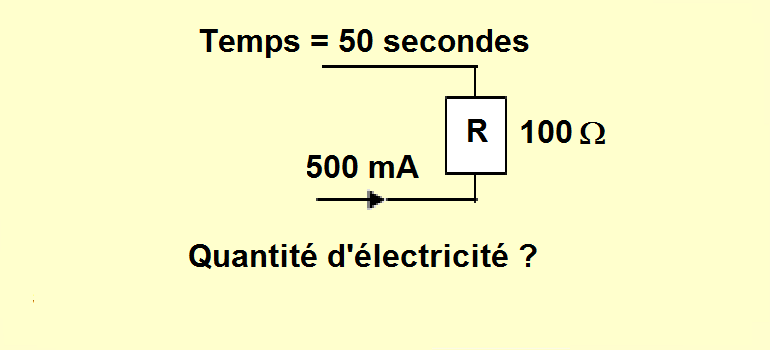 Temps = 50 secondes
R 100 Ω
500 mA
Quantité d'électricité ?